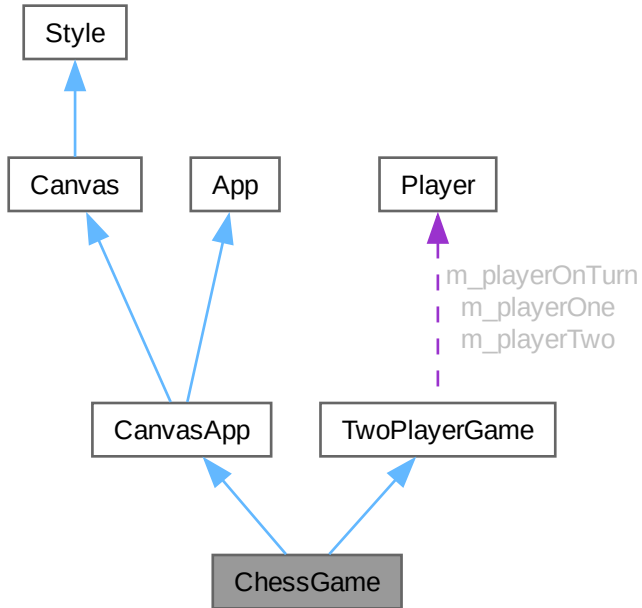 Style
Canvas
App
Player
m_playerOnTurn
m_playerOne
m_playerTwo
CanvasApp
TwoPlayerGame
ChessGame